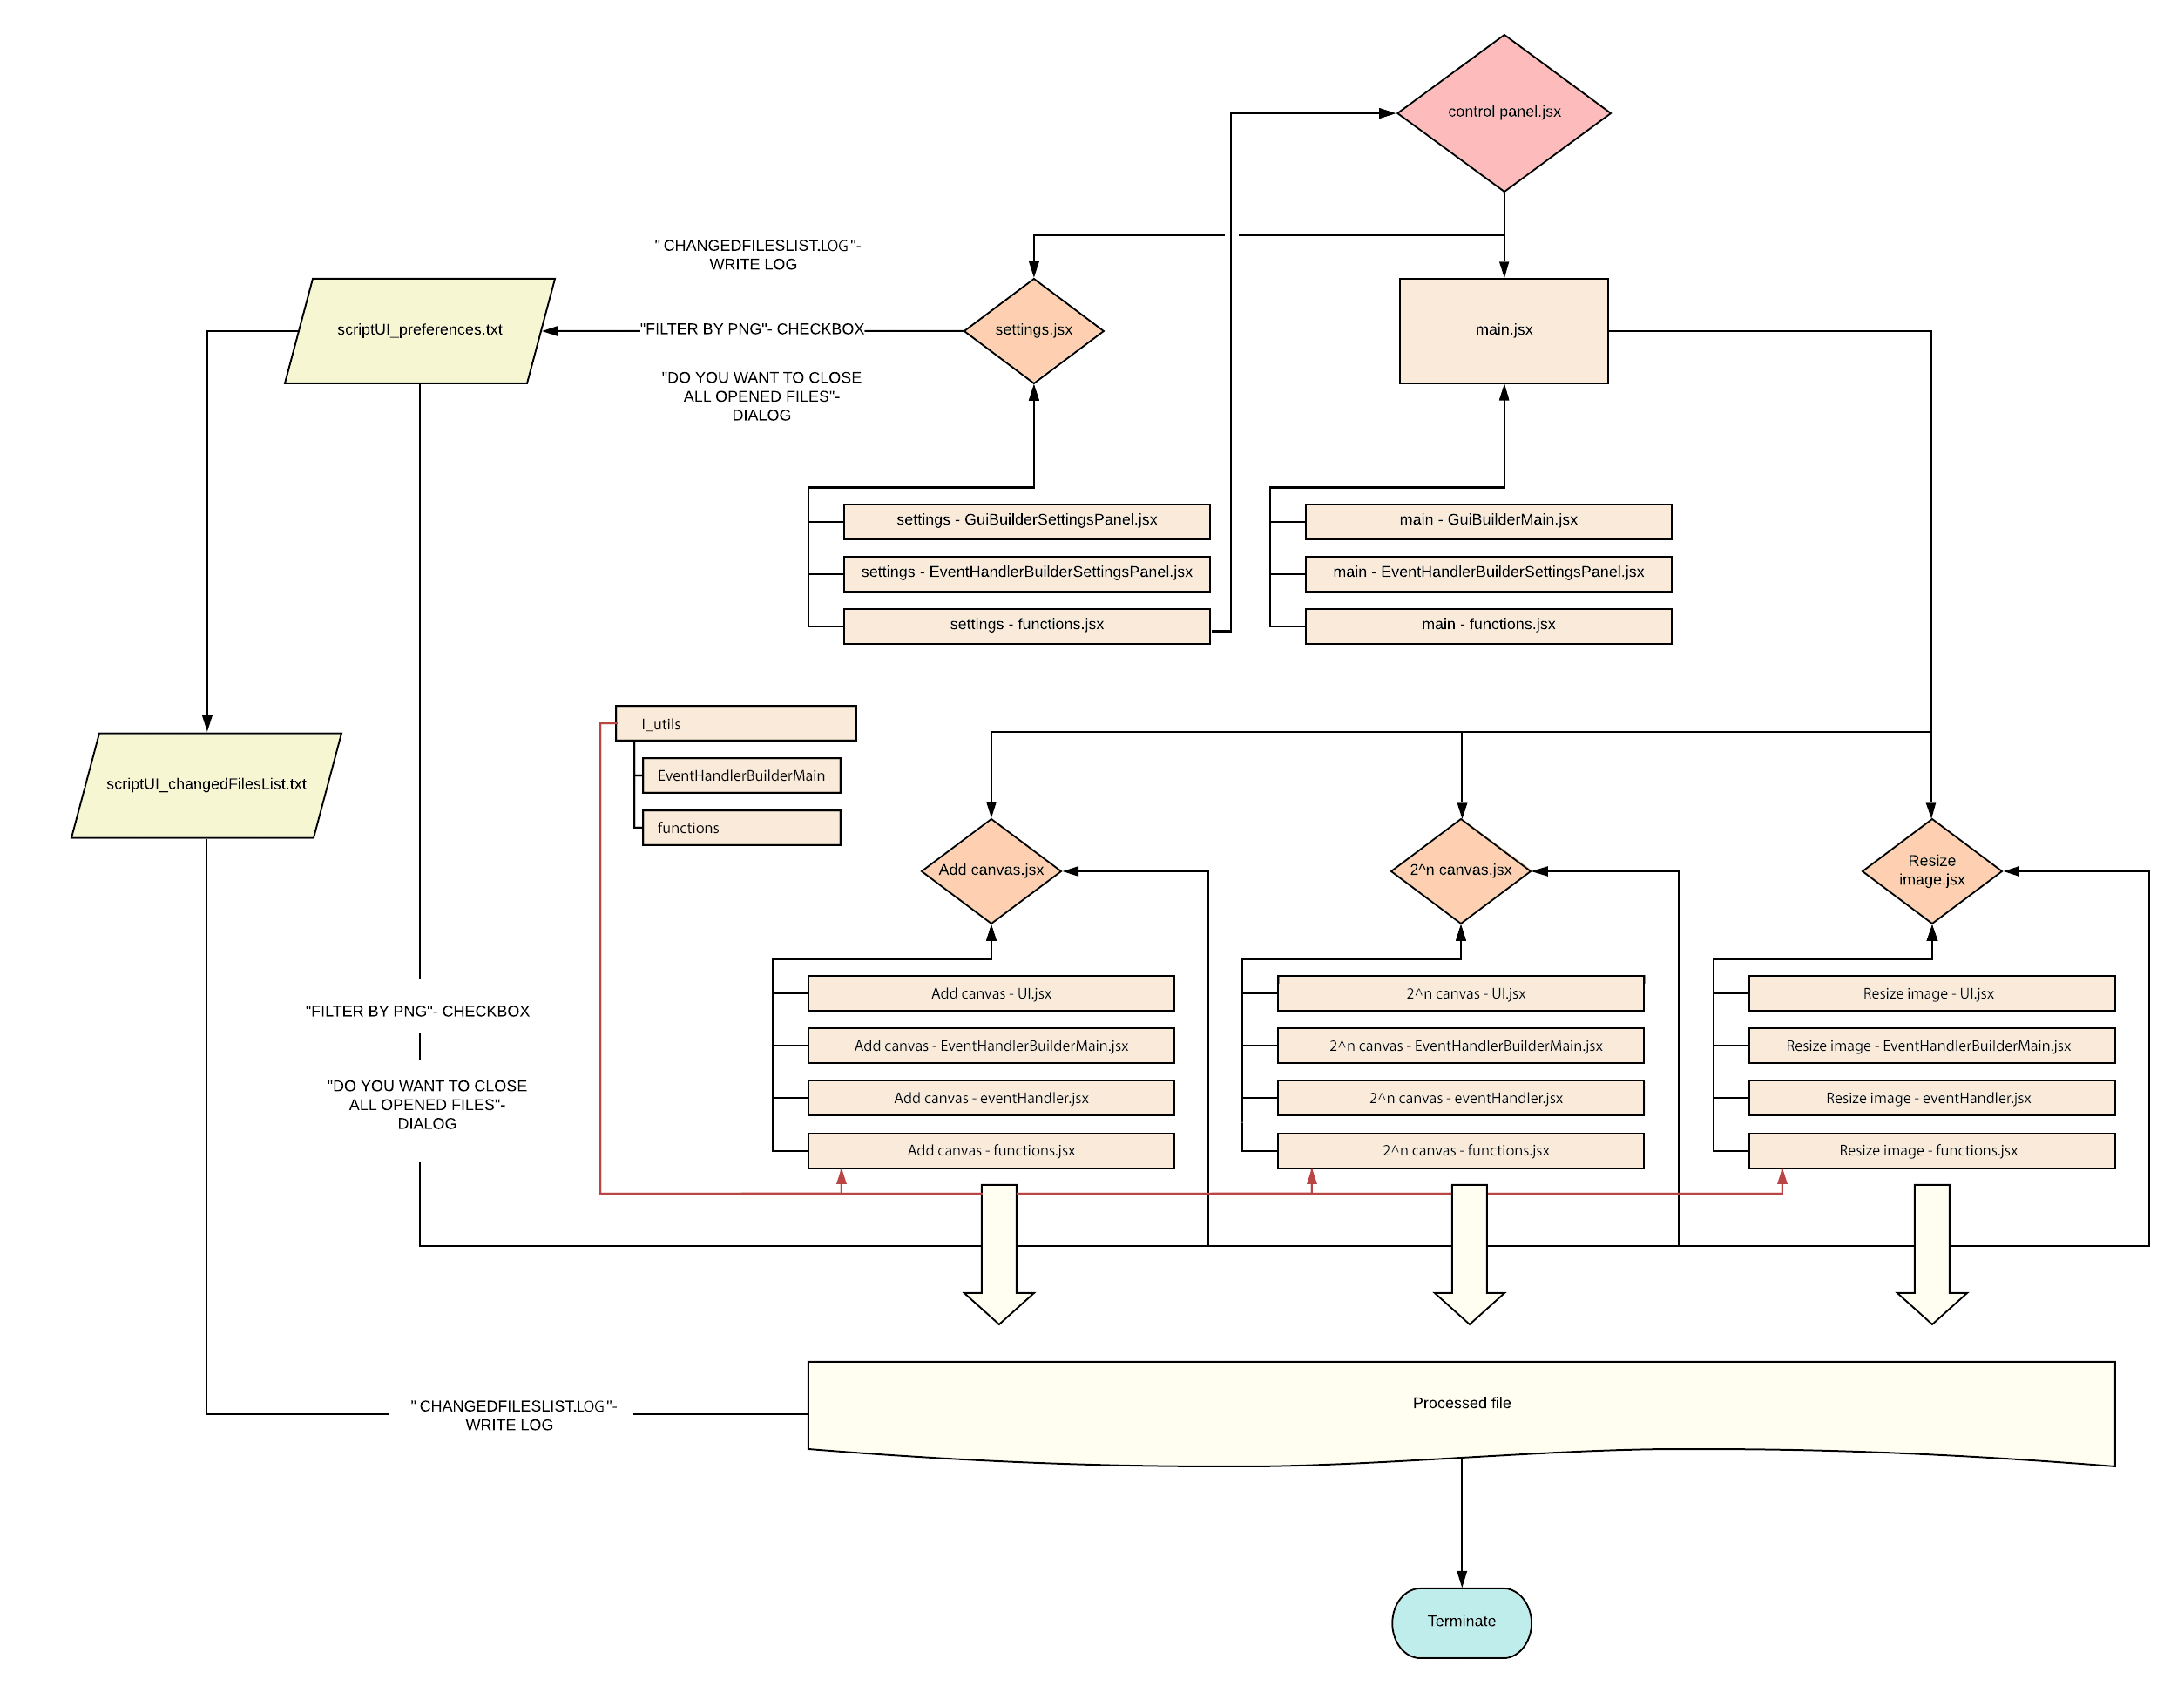 control panel.jsx
" CHANGEDFILESLIST.LOG"-
WRITE LOG
scriptUI_preferences.txt
"FILTER BY PNG"- CHECKBOX
settings.jsx
main.jsx
"DO YOU WANT TO CLOSE
ALL OPENED FILES"-
DIALOG
settings - GuiBuilderSettingsPanel.jsx
main - GuiBuilderMain.jsx
settings - EventHandlerBuilderSettingsPanel.jsx
main - EventHandlerBuilderSettingsPanel.jsx
settings - functions.jsx
main - functions.jsx
l_utils
EventHandlerBuilderMain
functions
scriptUI_changedFilesList.txt
Add canvas.jsx
2^n canvas.jsx
Resize
image.jsx
Add canvas - UI.jsx
2^n canvas - UI.jsx
Resize image - UI.jsx
"FILTER BY PNG"- CHECKBOX
Add canvas - EventHandlerBuilderMain.jsx
2^n canvas - EventHandlerBuilderMain.jsx
Resize image - EventHandlerBuilderMain.jsx
"DO YOU WANT TO CLOSE
ALL OPENED FILES"-
DIALOG
Add canvas - eventHandler.jsx
2^n canvas - eventHandler.jsx
Resize image - eventHandler.jsx
Add canvas - functions.jsx
2^n canvas - functions.jsx
Resize image - functions.jsx
" CHANGEDFILESLIST.LOG"-
WRITE LOG
Processed file
Terminate